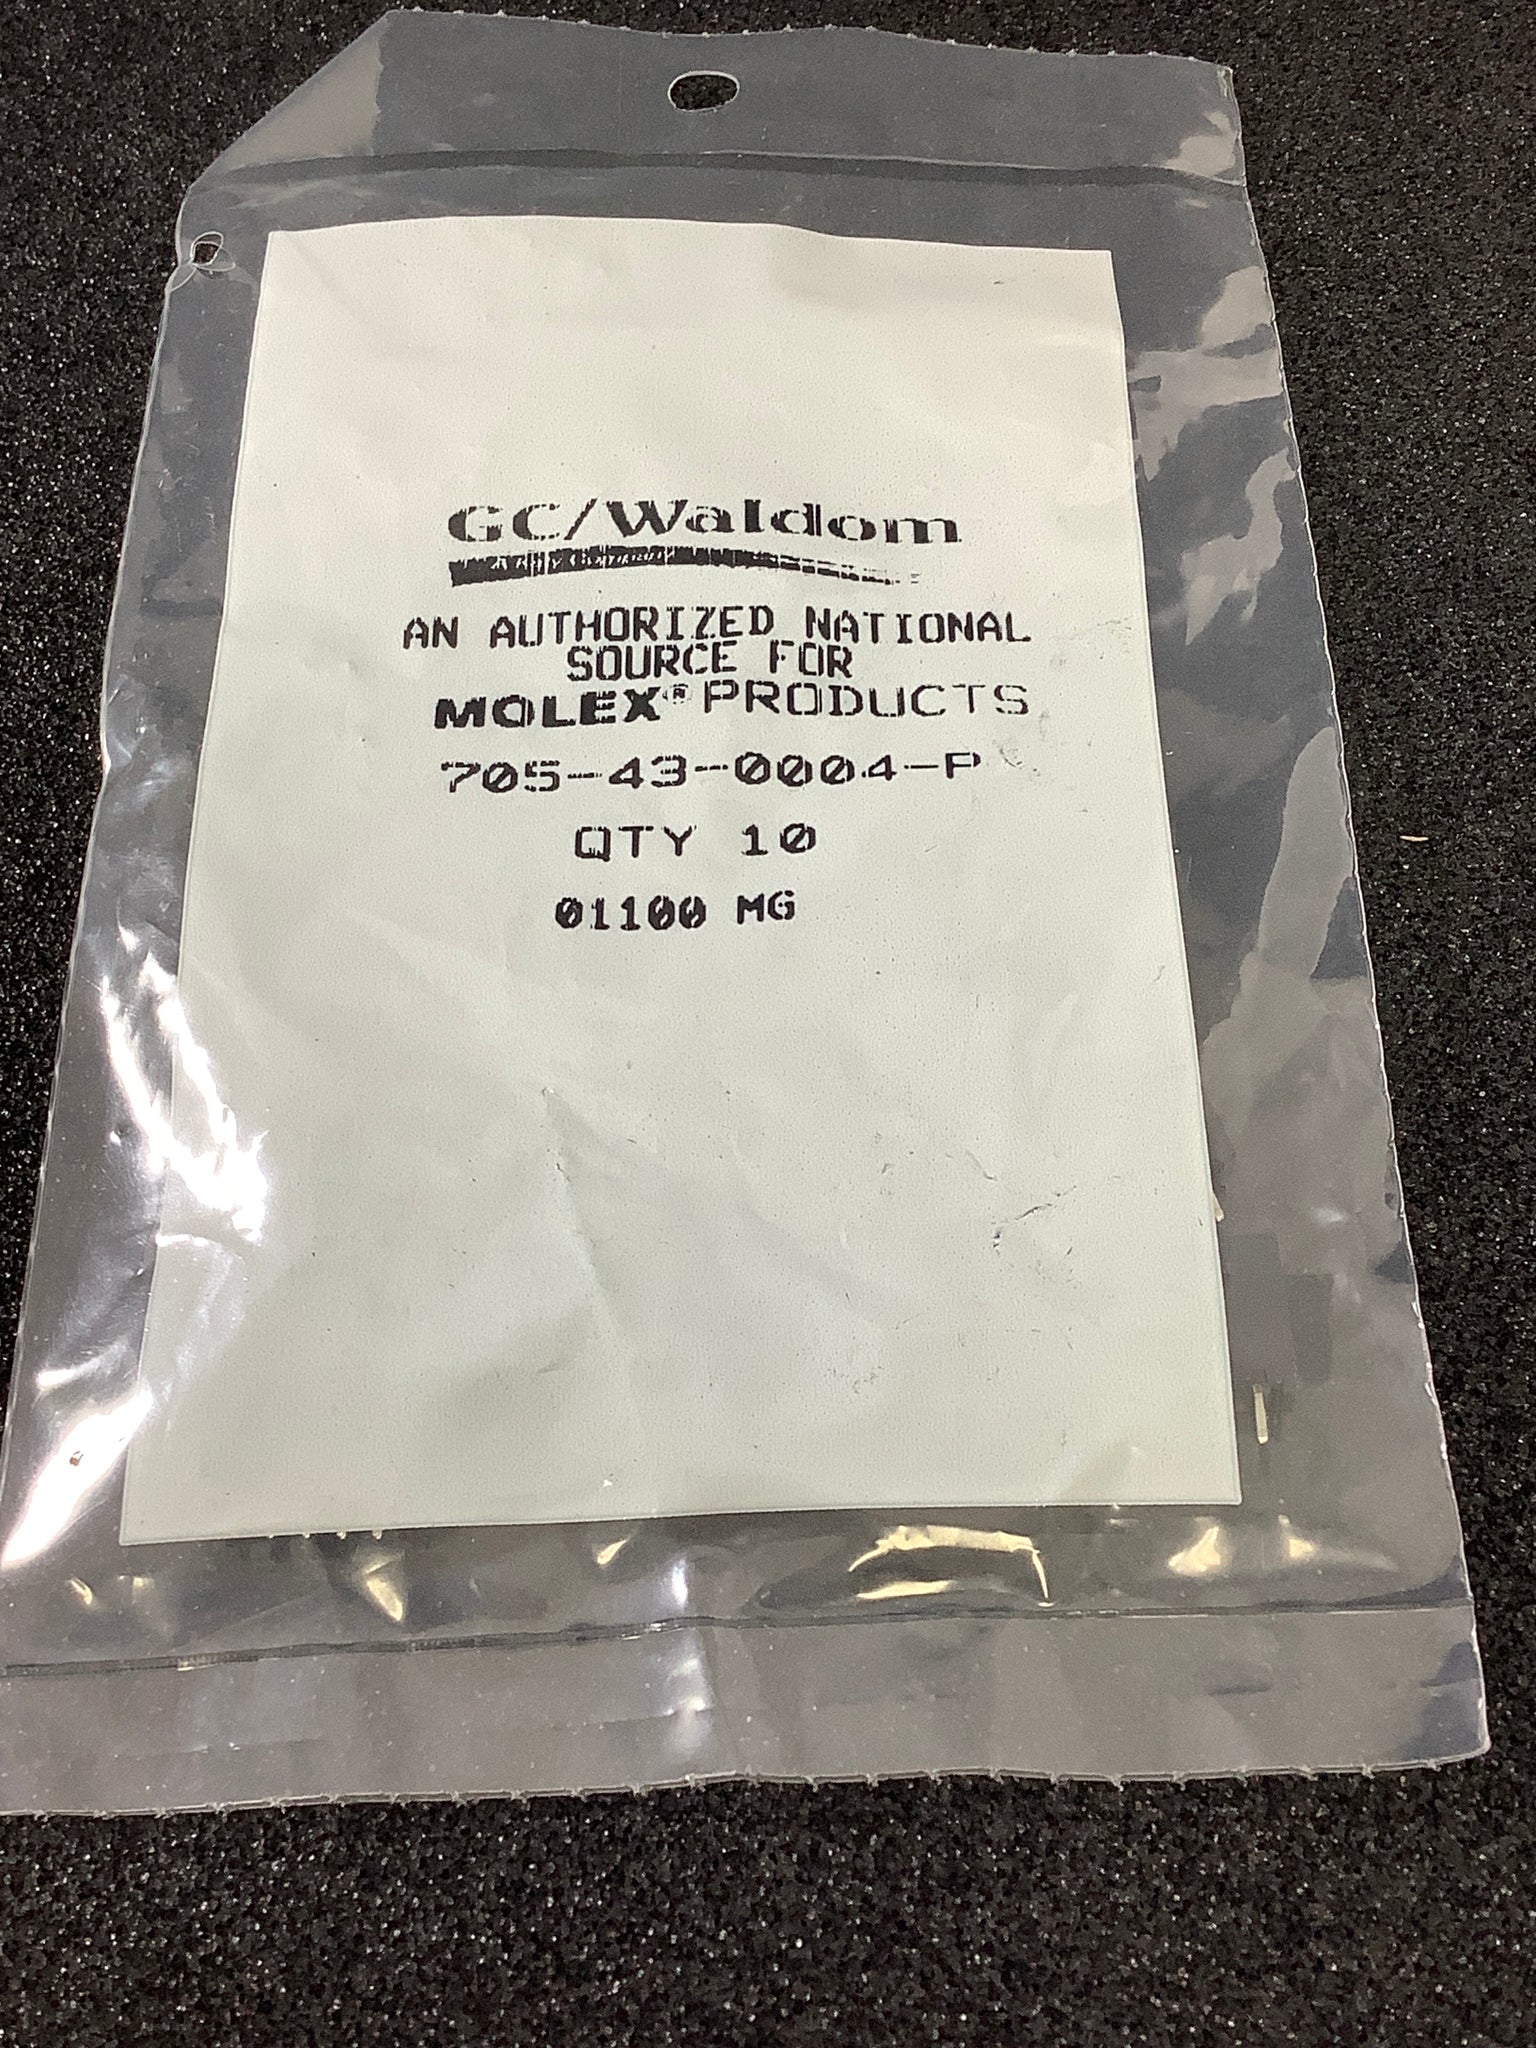 GC/Waldom
AN AUTHORIZED NATIONAL
SOURCE FOR
MOLEX® PRODUCTS
705-43-0004-P
QTY 10
01100 MG